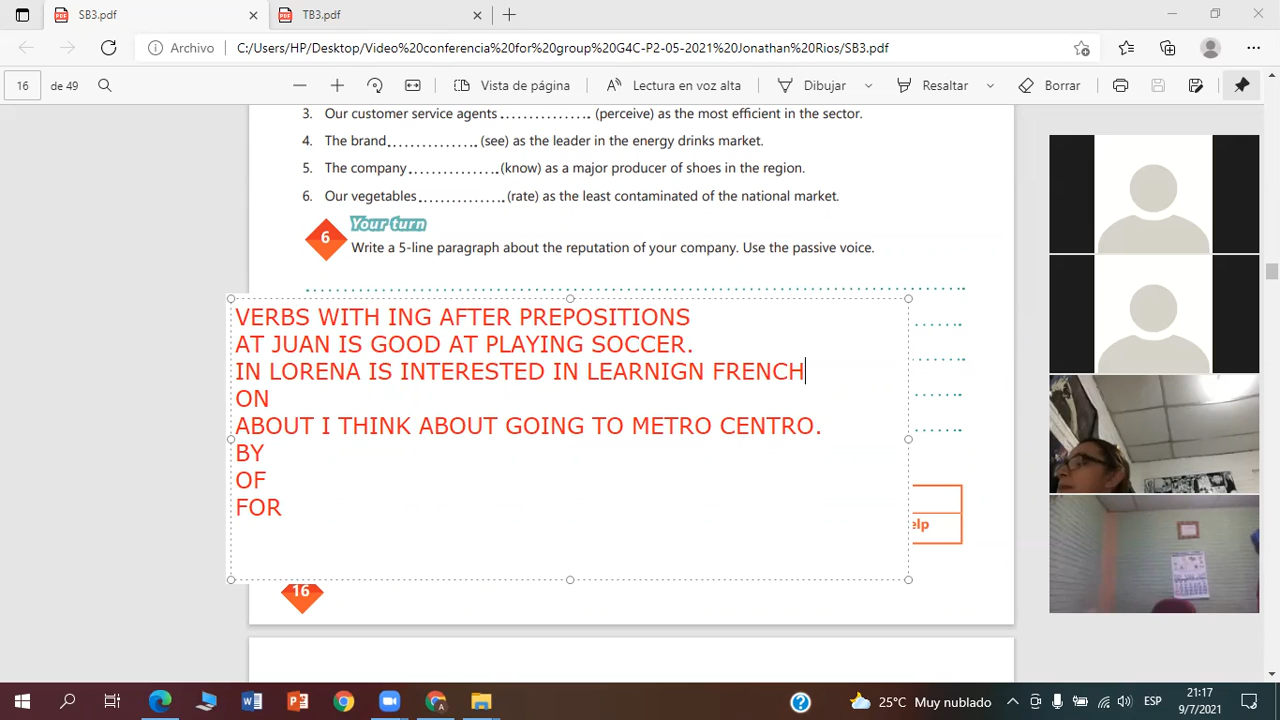 SB3.pdf
TB3.pdf
Archivo
C:/Users/HP/Desktop/Video%20conferencia%20for%20group%20G4C-P2-05-2021%20Jonathan%20Rios/SB3.pdf
16 de 49
Vista de página
Lectura en voz alta
Dibujar
Resaltar
Borrar
3. Our customer service agents .............. (perceive) as the most efficient in the sector.
4. The brand .............. (see) as the leader in the energy drinks market.
5. The company .............. (know) as a major producer of shoes in the region.
6. Our vegetables .............. (rate) as the least contaminated of the national market.
6
Your turn
Write a 5-line paragraph about the reputation of your company. Use the passive voice.
VERBS WITH ING AFTER PREPOSITIONS
AT JUAN IS GOOD AT PLAYING SOCCER.
IN LORENA IS INTERESTED IN LEARNIGN FRENCH
ON
ABOUT I THINK ABOUT GOING TO METRO CENTRO.
BY
OF
FOR
elp
16
25°C Muy nublado
ESP
21:17
9/7/2021